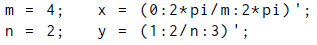 m = 4;   x = (0:2*pi/m:2*pi)';
n = 2;   y = (1:2/n:3)';